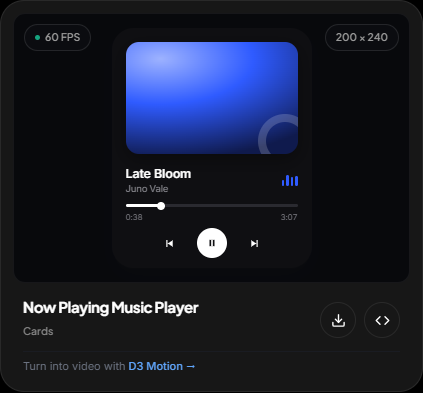 60 FPS
200 x 240
Late Bloom
Juno Vale
0:38
3:07
Now Playing Music Player
Cards
Turn into video with D3 Motion →